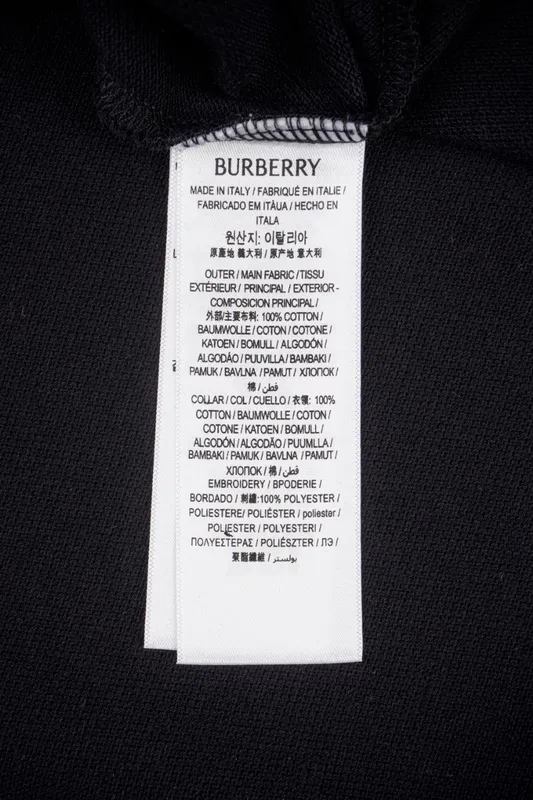 BURBERRY
MADE IN ITALY / FABRIQUÉ EN ITALIE /
FABRICADO EM ITÀUA / HECHO EN
ITALA
원산지: 이탈리아
原產地 義大利 / 原产地 意大利
OUTER / MAIN FABRIC / TISSU
EXTÉRIEUR / PRINCIPAL / EXTERIOR -
COMPOSICION PRINCIPAL /
外部/主要布料: 100% COTTON /
BAUMWOLLE / COTON / COTONE /
KATOEN / BOMULL / ALGODÓN /
ALGODÃO / PUUVILLA / BAMBAKI /
PAMUK / BAVLNA / PAMUT / ХЛОПОК /
棉 / قطن
COLLAR / COL / CUELLO / 衣領: 100%
COTTON / BAUMWOLLE / COTON /
COTONE / KATOEN / BOMULL /
ALGODÓN / ALGODÃO / PUUMLLA /
BAMBAKI / PAMUK / BAVLNA / PAMUT /
ХЛОПОК / 棉 / قطن
EMBROIDERY / BPODERIE /
BORDADO / 刺繡:100% POLYESTER /
POLIESTERE/ POLIÉSTER / poliester /
POLIESTER / POLYESTERI /
ΠΟΛΥΕΣΤΕΡΑΣ / POLIÉSZTER / ПЭ /
聚酯纖維 / بولستر